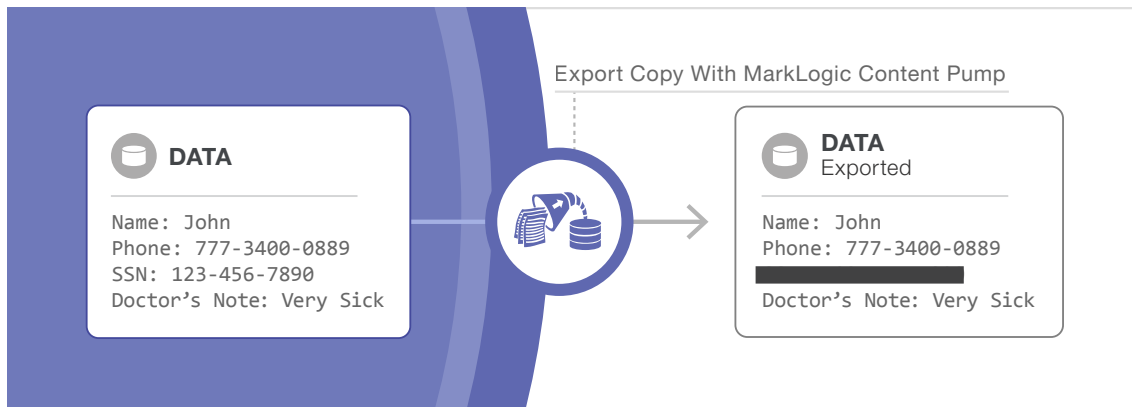 Export Copy With MarkLogic Content Pump
DATA
Name: John
Phone: 777-3400-0889
SSN: 123-456-7890
Doctor’s Note: Very Sick
DATA
Exported
Name: John
Phone: 777-3400-0889
Doctor’s Note: Very Sick